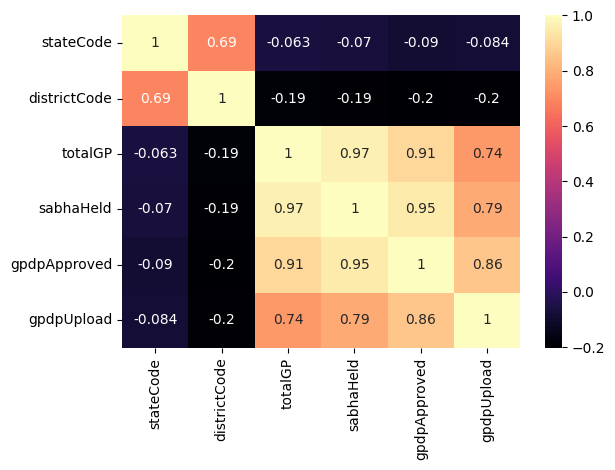 stateCode 1 0.69 -0.063 -0.07 -0.09 -0.084
districtCode 0.69 1 -0.19 -0.19 -0.2 -0.2
totalGP -0.063 -0.19 1 0.97 0.91 0.74
sabhaHeld -0.07 -0.19 0.97 1 0.95 0.79
gpdpApproved -0.09 -0.2 0.91 0.95 1 0.86
gpdpUpload -0.084 -0.2 0.74 0.79 0.86 1
stateCode
districtCode
totalGP
sabhaHeld
gpdpApproved
gpdpUpload
1.0
0.8
0.6
0.4
0.2
0.0
−0.2